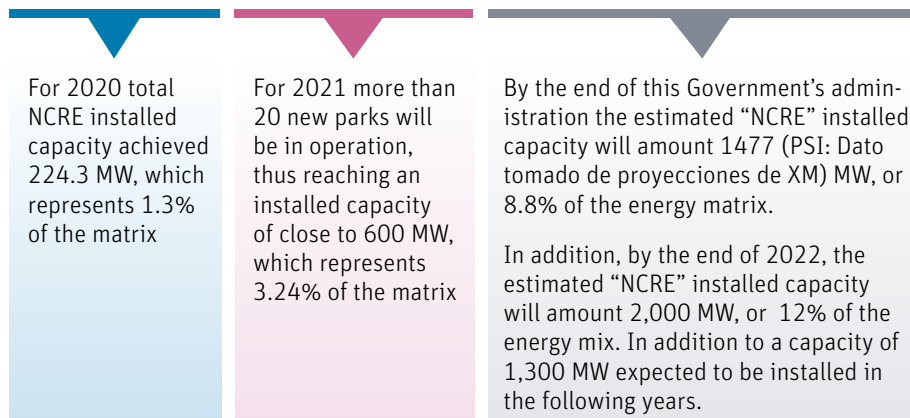 For 2020 total
NCRE installed
capacity achieved
224.3 MW, which
represents 1.3%
of the matrix
For 2021 more than
20 new parks will
be in operation,
thus reaching an
installed capacity
of close to 600 MW,
which represents
3.24% of the matrix
By the end of this Government’s admin-
istration the estimated “NCRE” installed
capacity will amount 1477 (PSI: Dato
tomado de proyecciones de XM) MW, or
8.8% of the energy matrix.
In addition, by the end of 2022, the
estimated “NCRE” installed capacity
will amount 2,000 MW, or 12% of the
energy mix. In addition to a capacity of
1,300 MW expected to be installed in
the following years.